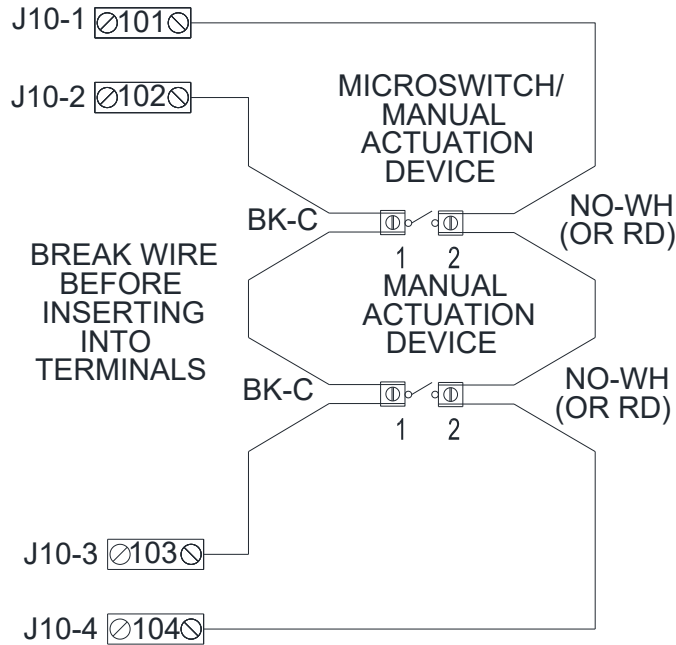 J10-1 101
J10-2 102
MICROSWITCH/
MANUAL
ACTUATION
DEVICE
BK-C
NO-WH
(OR RD)
1 2
BREAK WIRE
BEFORE
INSERTING
INTO
TERMINALS
MANUAL
ACTUATION
DEVICE
BK-C
NO-WH
(OR RD)
1 2
J10-3 103
J10-4 104